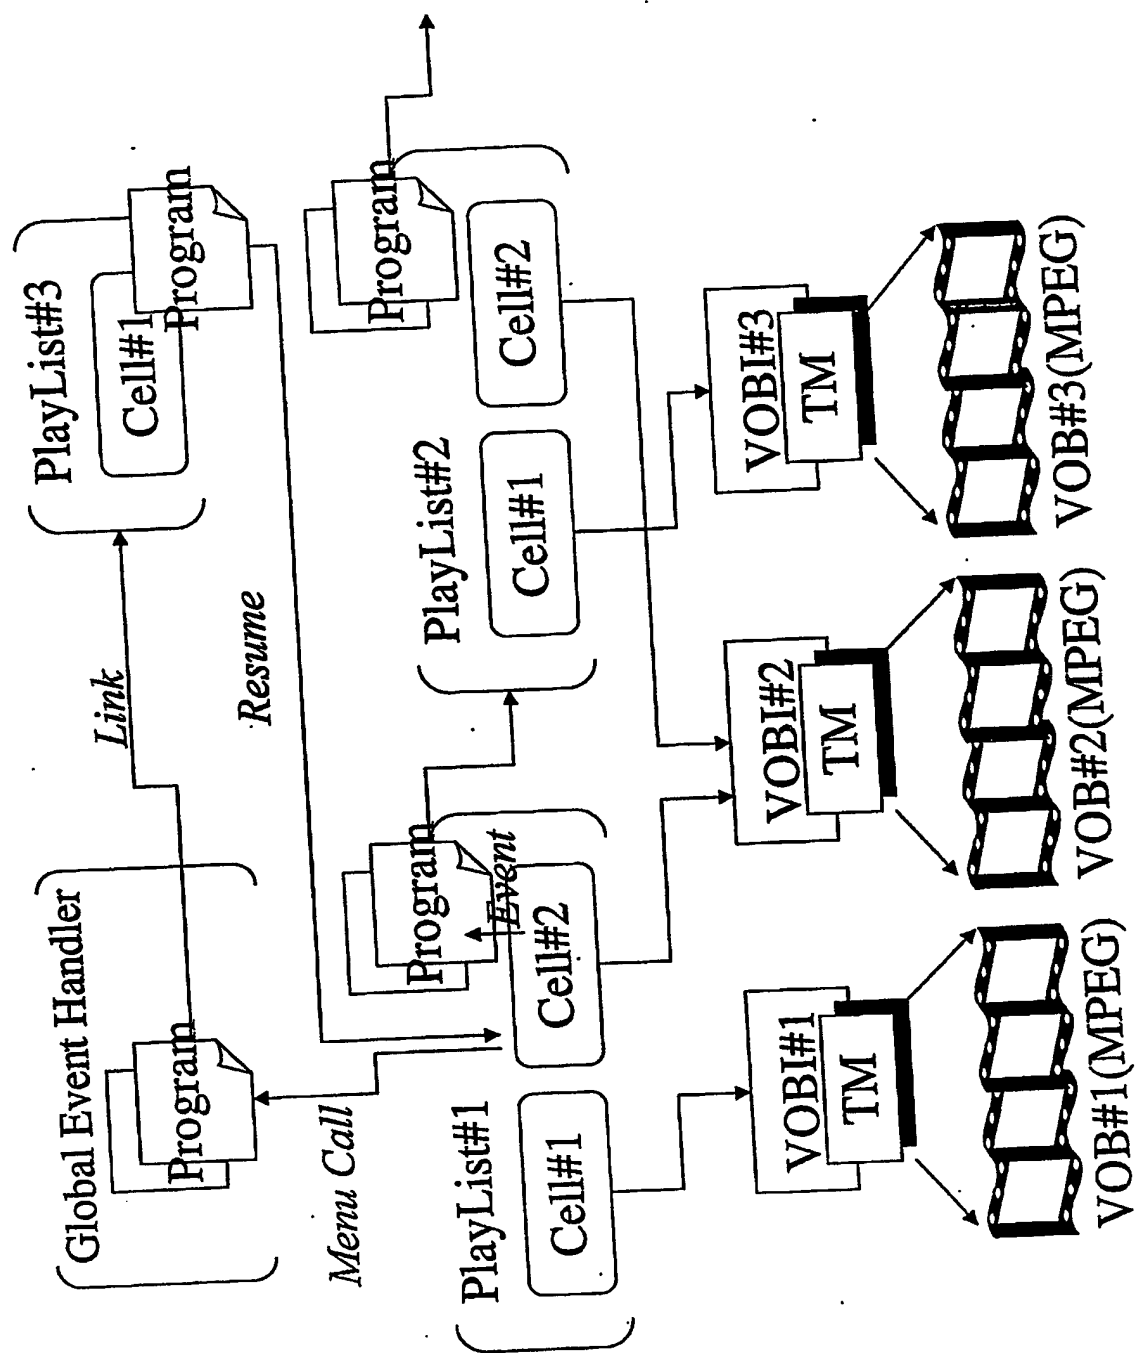 Global Event Handler
Program
Link
PlayList#3
Cell#1
Program
Menu Call
Resume
PlayList#1
Cell#1
Cell#2
Program
Event
PlayList#2
Cell#1
Cell#2
Program
VOBI#1
TM
VOBI#2
TM
VOBI#3
TM
VOB#1(MPEG)
VOB#2(MPEG)
VOB#3(MPEG)